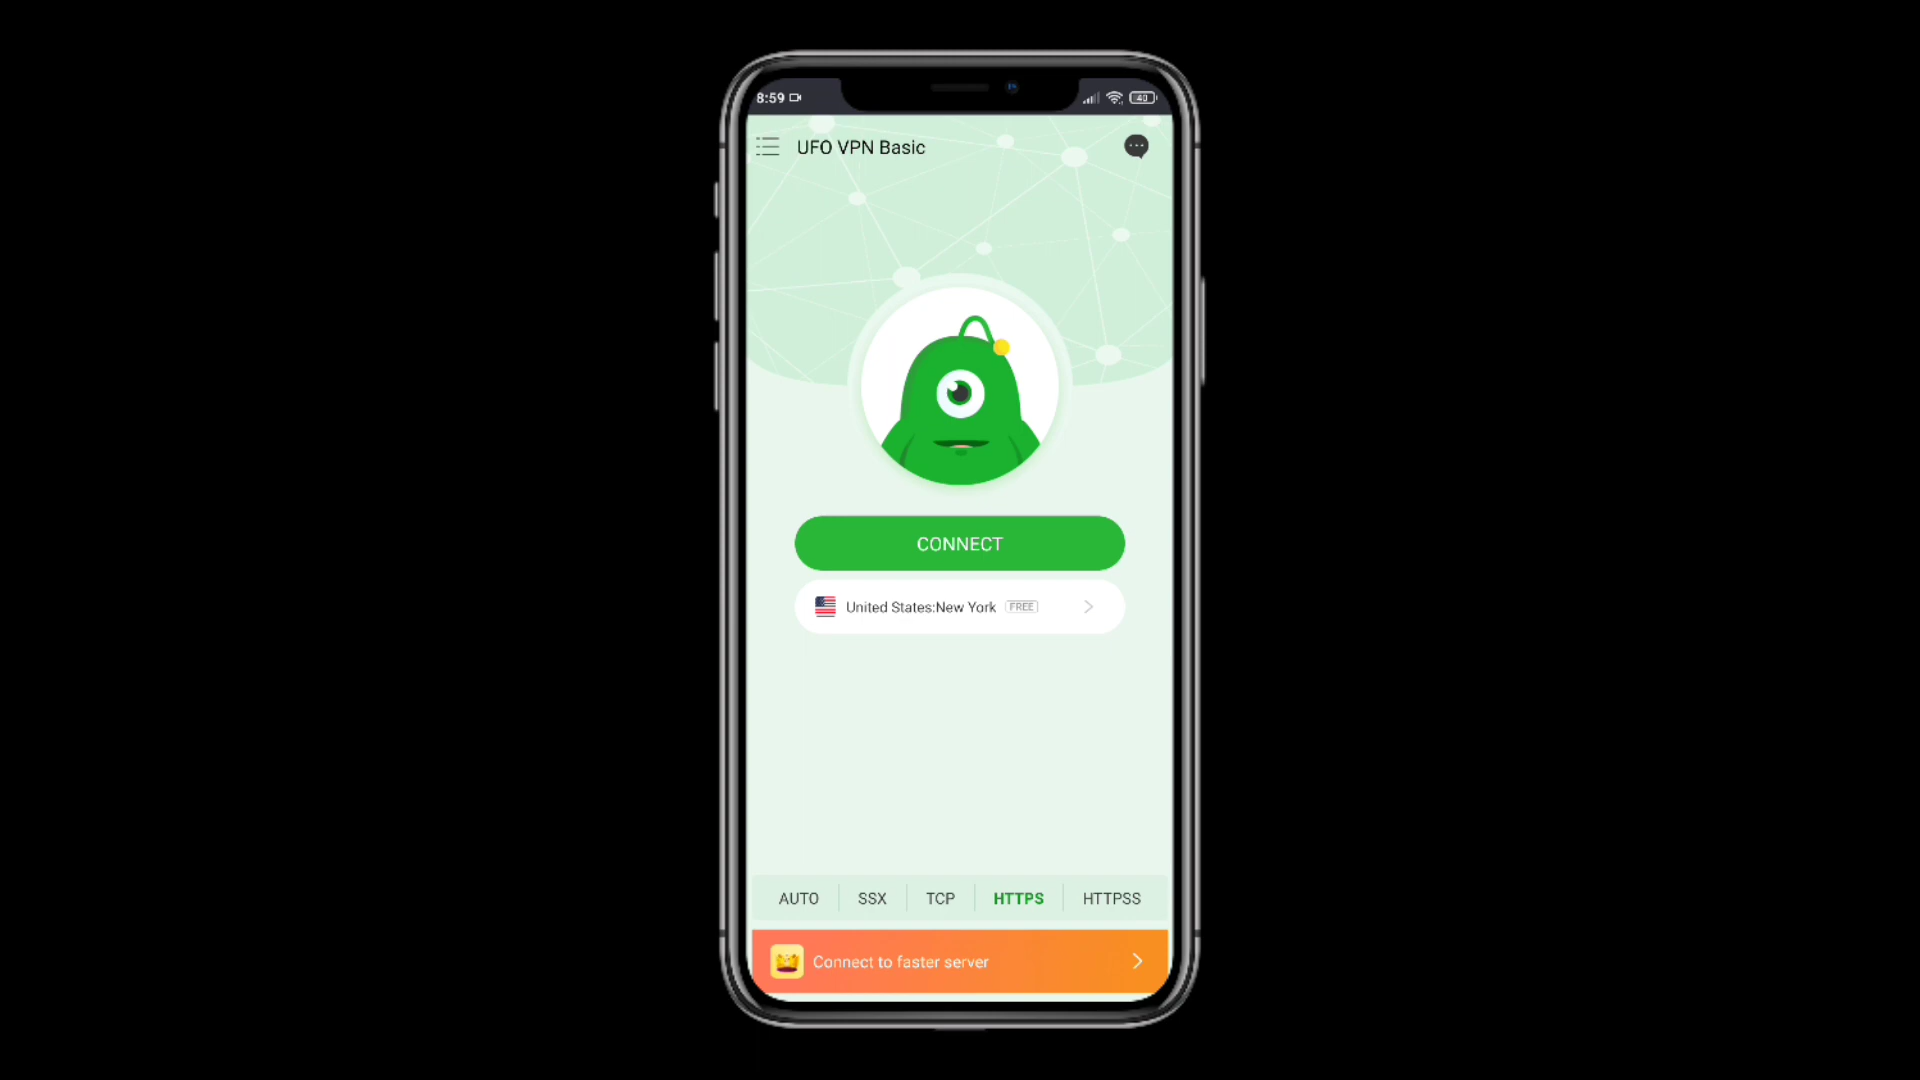 8:59
40
UFO VPN Basic
CONNECT
United States:New York FREE
AUTO SSX TCP HTTPS HTTPSS
Connect to faster server